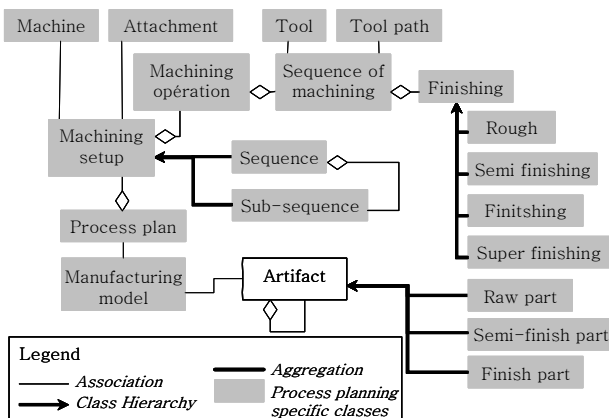 Machine
Attachment
Tool
Tool path
Machining
opération
Sequence of
machining
Finishing
Rough
Machining
setup
Sequence
Semi finishing
Sub-sequence
Finitshing
Process plan
Super finishing
Manufacturing
model
Artifact
Raw part
Semi-finish part
Finish part
Legend
Association
Class Hierarchy
Aggregation
Process planning
specific classes